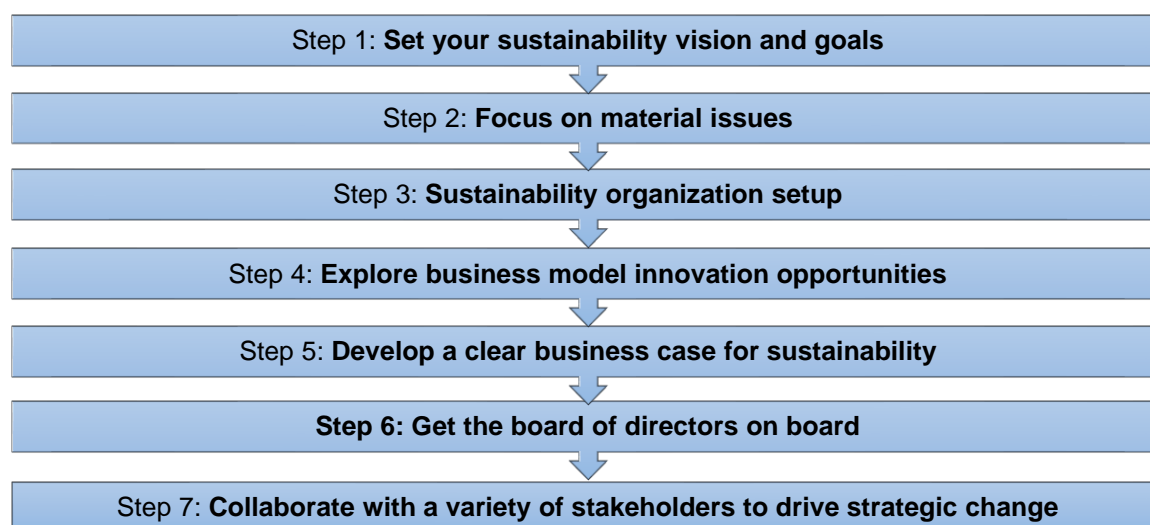 Step 1: Set your sustainability vision and goals
Step 2: Focus on material issues
Step 3: Sustainability organization setup
Step 4: Explore business model innovation opportunities
Step 5: Develop a clear business case for sustainability
Step 6: Get the board of directors on board
Step 7: Collaborate with a variety of stakeholders to drive strategic change